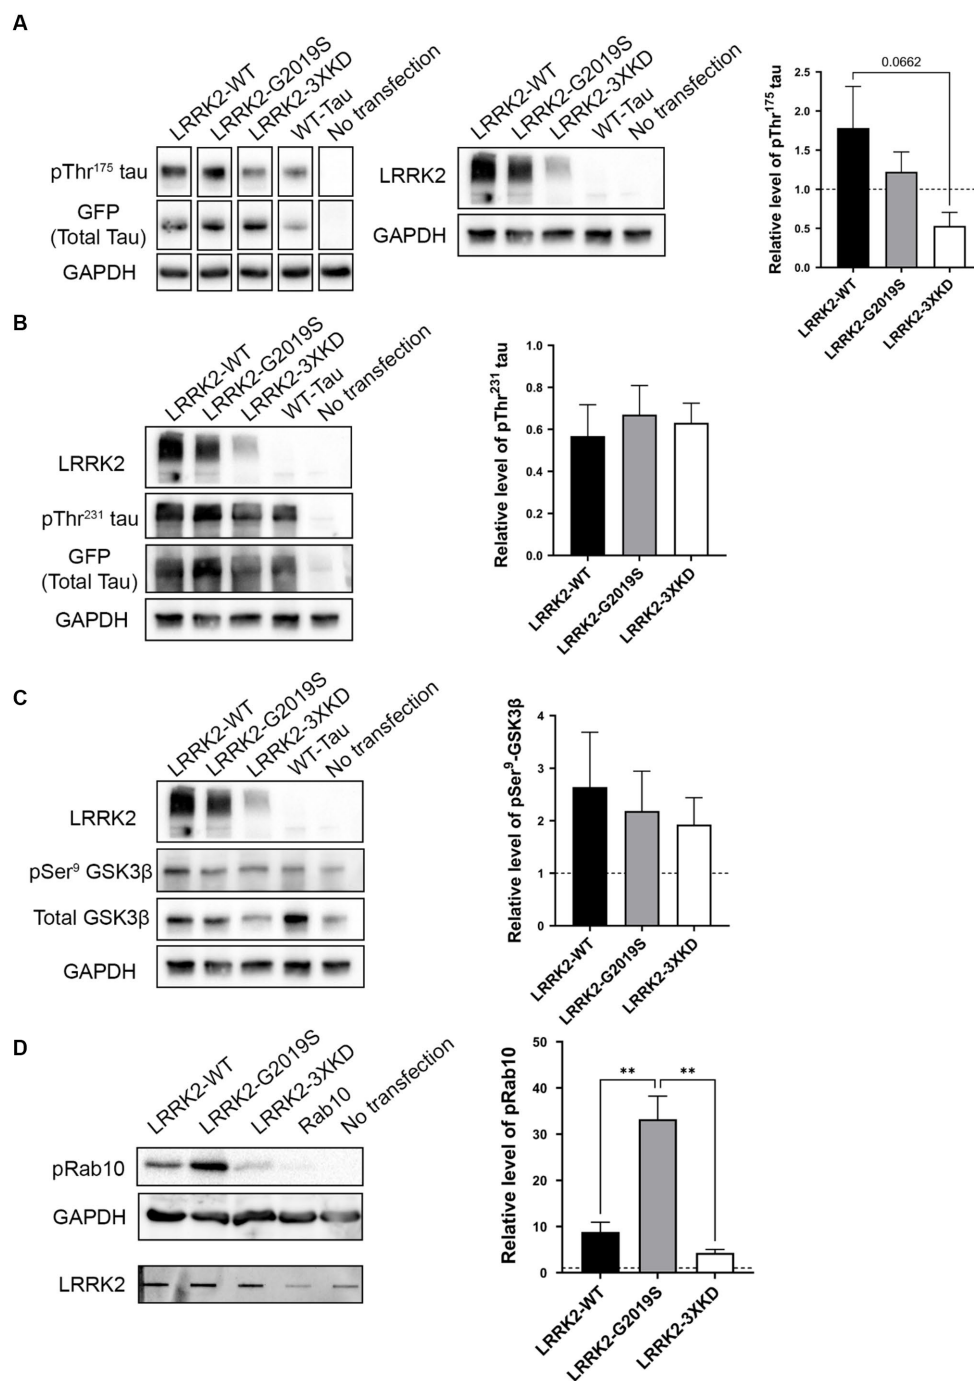 A
LRRK2-WT
LRRK2-G2019S
LRRK2-3XKD
WT-Tau
No transfection
pThr¹⁷⁵ tau
GFP
(Total Tau)
GAPDH
LRRK2-WT
LRRK2-G2019S
LRRK2-3XKD
WT-Tau
No transfection
LRRK2
GAPDH
Relative level of pThr¹⁷⁵ tau
2.5
2.0
1.5
1.0
0.5
0.0
0.0662
LRRK2-WT
LRRK2-G2019S
LRRK2-3XKD
B
LRRK2-WT
LRRK2-G2019S
LRRK2-3XKD
WT-Tau
No transfection
LRRK2
pThr²³¹ tau
GFP
(Total Tau)
GAPDH
Relative level of pThr²³¹ tau
1.0
0.8
0.6
0.4
0.2
0.0
LRRK2-WT
LRRK2-G2019S
LRRK2-3XKD
C
LRRK2-WT
LRRK2-G2019S
LRRK2-3XKD
WT-Tau
No transfection
LRRK2
pSer⁹ GSK3β
Total GSK3β
GAPDH
Relative level of pSer⁹-GSK3β
4
3
2
1
0
LRRK2-WT
LRRK2-G2019S
LRRK2-3XKD
D
LRRK2-WT
LRRK2-G2019S
LRRK2-3XKD
Rab10
No transfection
pRab10
GAPDH
LRRK2
Relative level of pRab10
50
40
30
20
10
0
**
**
LRRK2-WT
LRRK2-G2019S
LRRK2-3XKD